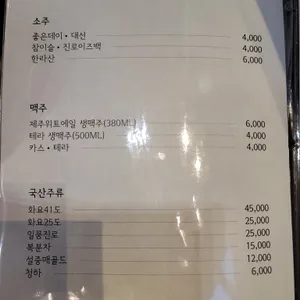 소주
좋은데이 • 대선 4,000
참이슬 • 진로이즈백 4,000
한라산 6,000
맥주
제주위트에일 생맥주(380ML) 6,000
테라 생맥주(500ML) 4,000
카스 • 테라 4,000
국산주류
화요41도 45,000
화요25도 25,000
일품진로 25,000
복분자 15,000
설중매골드 12,000
청하 6,000